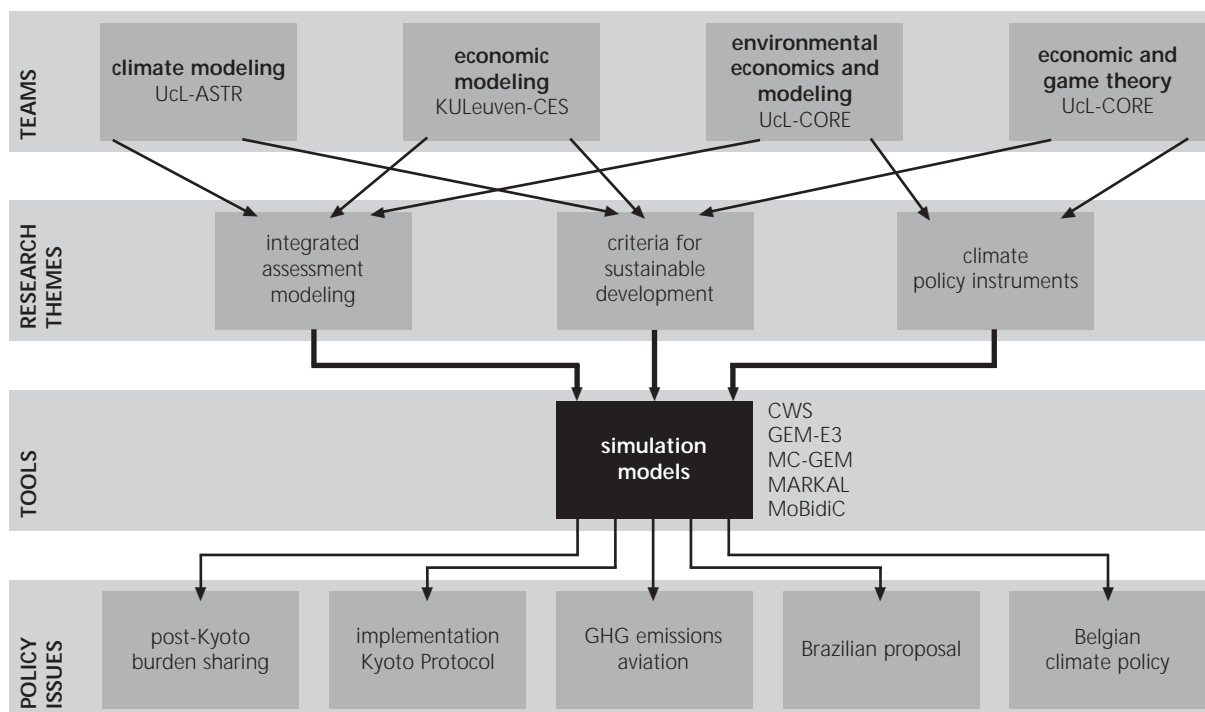 TEAMS
climate modeling
UcL-ASTR
economic
modeling
KULeuven-CES
environmental
economics and
modeling
UcL-CORE
economic and
game theory
UcL-CORE
RESEARCH
THEMES
integrated
assessment
modeling
criteria for
sustainable
development
climate
policy instruments
TOOLS
simulation
models
CWS
GEM-E3
MC-GEM
MARKAL
MoBidiC
POLICY
ISSUES
post-Kyoto
burden sharing
implementation
Kyoto Protocol
GHG emissions
aviation
Brazilian proposal
Belgian
climate policy